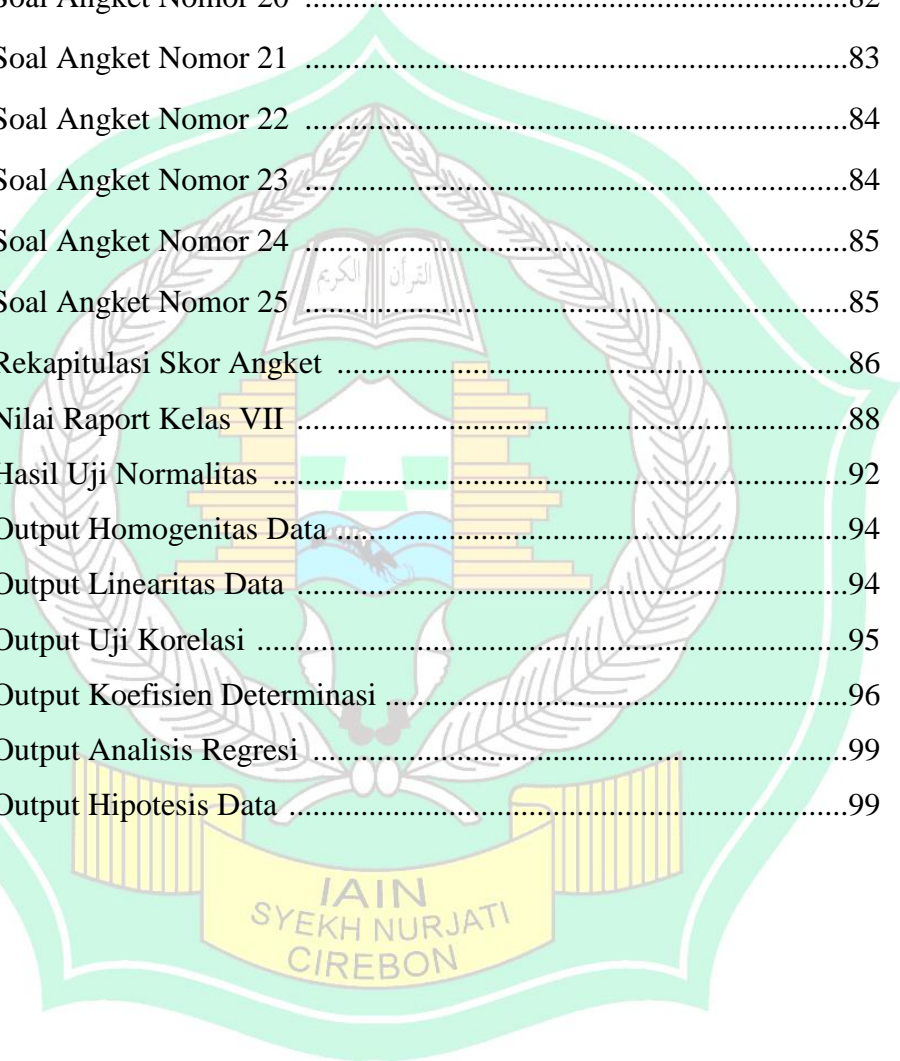 Soal Angket Nomor 20 ....................................................................................82
Soal Angket Nomor 21 ....................................................................................83
Soal Angket Nomor 22 ....................................................................................84
Soal Angket Nomor 23 ....................................................................................84
Soal Angket Nomor 24 ....................................................................................85
Soal Angket Nomor 25 ....................................................................................85
القرآن الكريم
Rekapitulasi Skor Angket ...............................................................................86
Nilai Raport Kelas VII .....................................................................................88
Hasil Uji Normalitas .........................................................................................92
Output Homogenitas Data ...............................................................................94
Output Linearitas Data .....................................................................................94
Output Uji Korelasi ...........................................................................................95
Output Koefisien Determinasi ........................................................................96
Output Analisis Regresi ...................................................................................99
Output Hipotesis Data ......................................................................................99
IAIN
SYEKH NURJATI
CIREBON